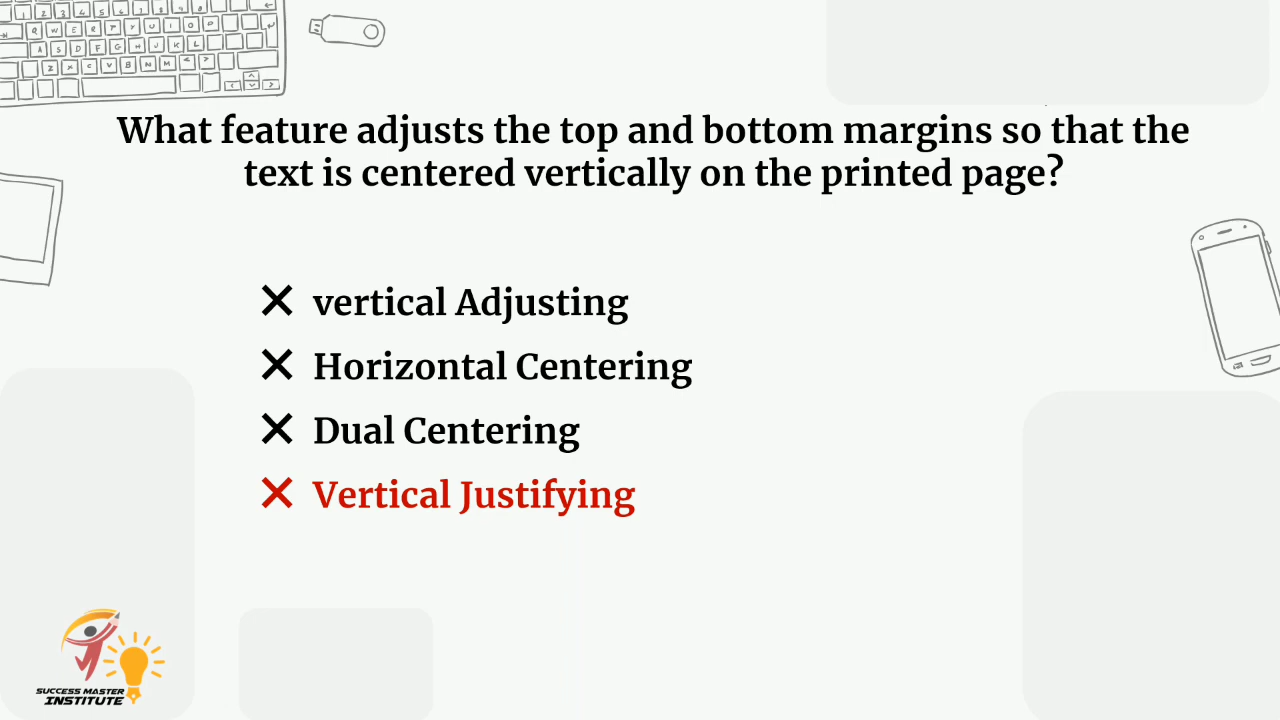 What feature adjusts the top and bottom margins so that the
text is centered vertically on the printed page?
vertical Adjusting
Horizontal Centering
Dual Centering
Vertical Justifying
SUCCESS MASTER
INSTITUTE